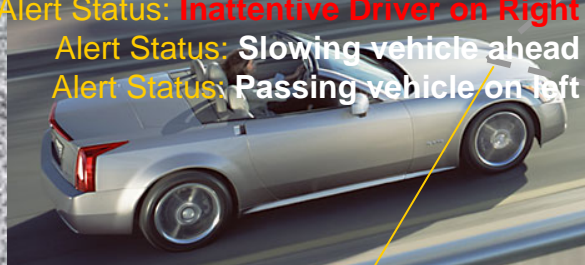 Alert Status: Inattentive Driver on Right
Alert Status: Slowing vehicle ahead
Alert Status: Passing vehicle on left